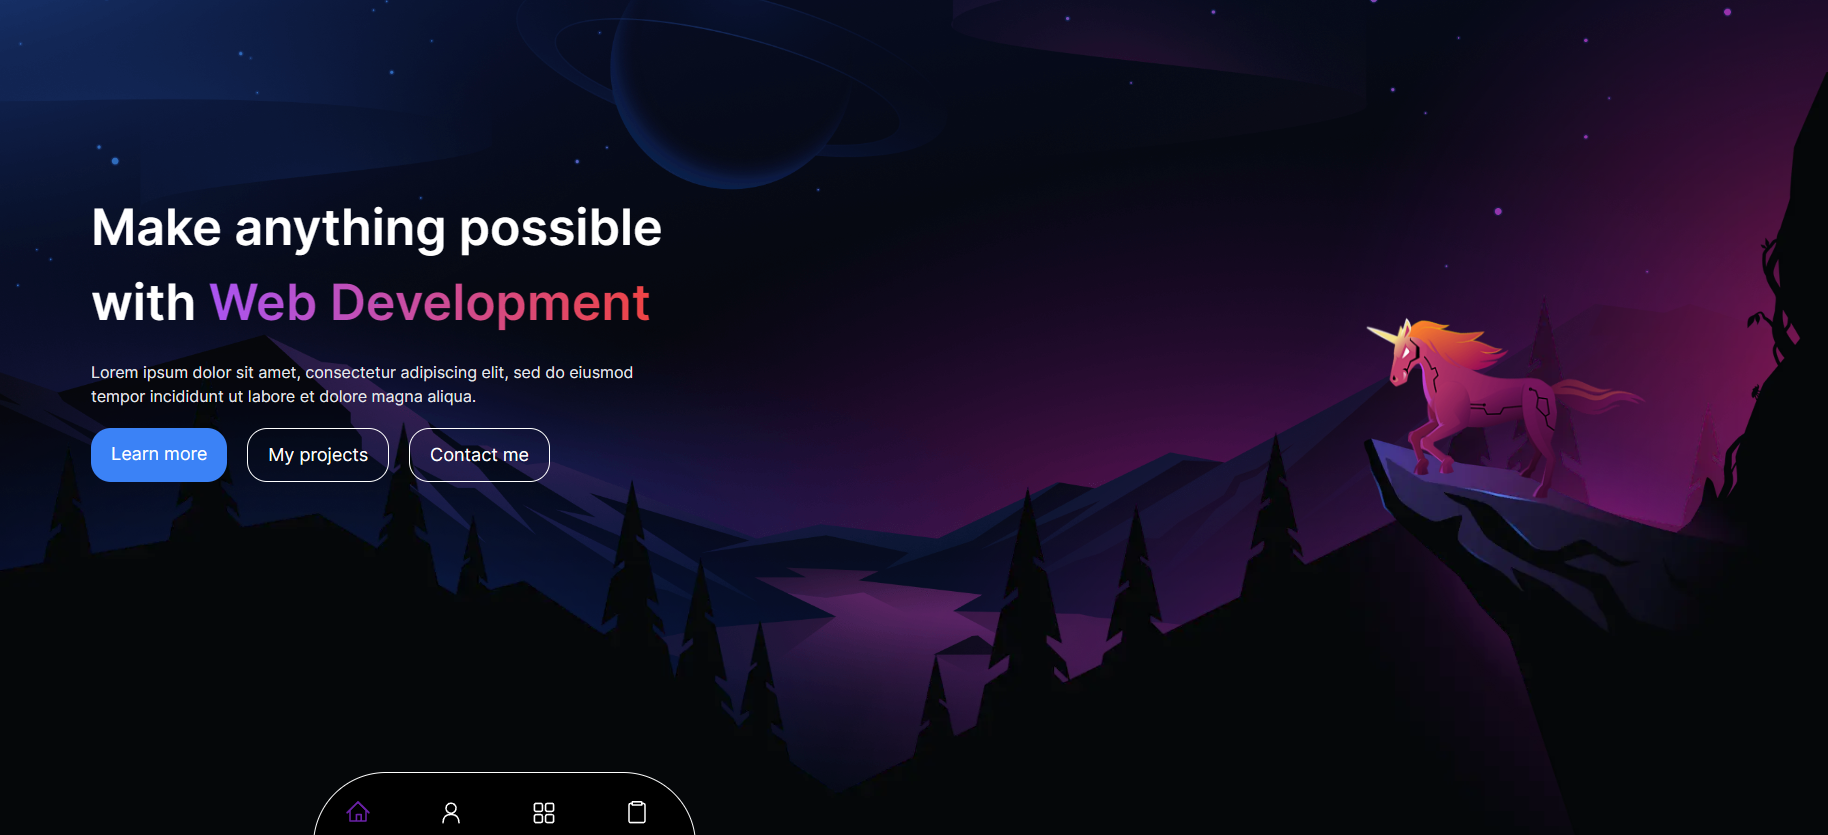 Make anything possible
with Web Development
Lorem ipsum dolor sit amet, consectetur adipiscing elit, sed do eiusmod
tempor incididunt ut labore et dolore magna aliqua.
Learn more
My projects
Contact me